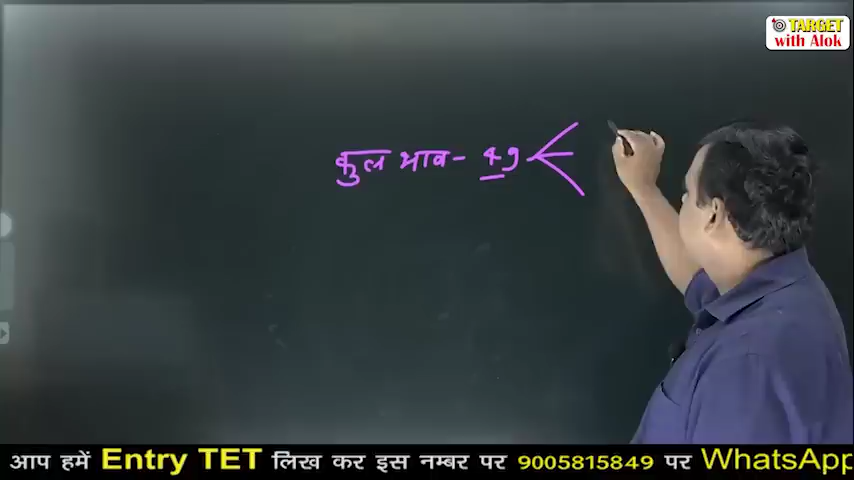 TARGET
with Alok
कुल भाव - 49
आप हमें Entry TET लिख कर इस नम्बर पर 9005815849 पर WhatsApp